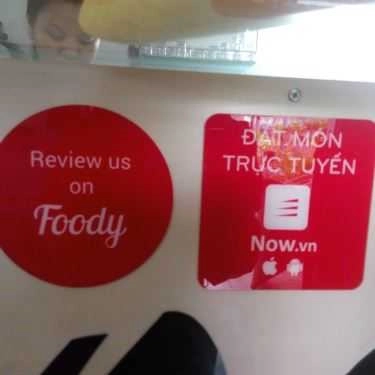 Review us
on
Foody
ĐẶT MÓN
TRỰC TUYẾN
Now.vn